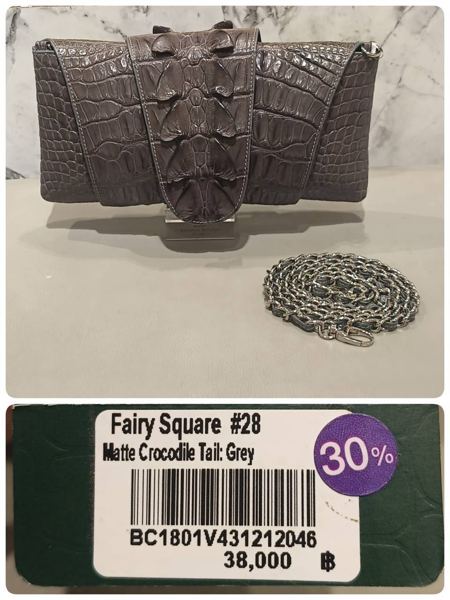 Fairy Square #28
Matte Crocodile Tail: Grey
30%
BC1801V431212046
38,000 ฿